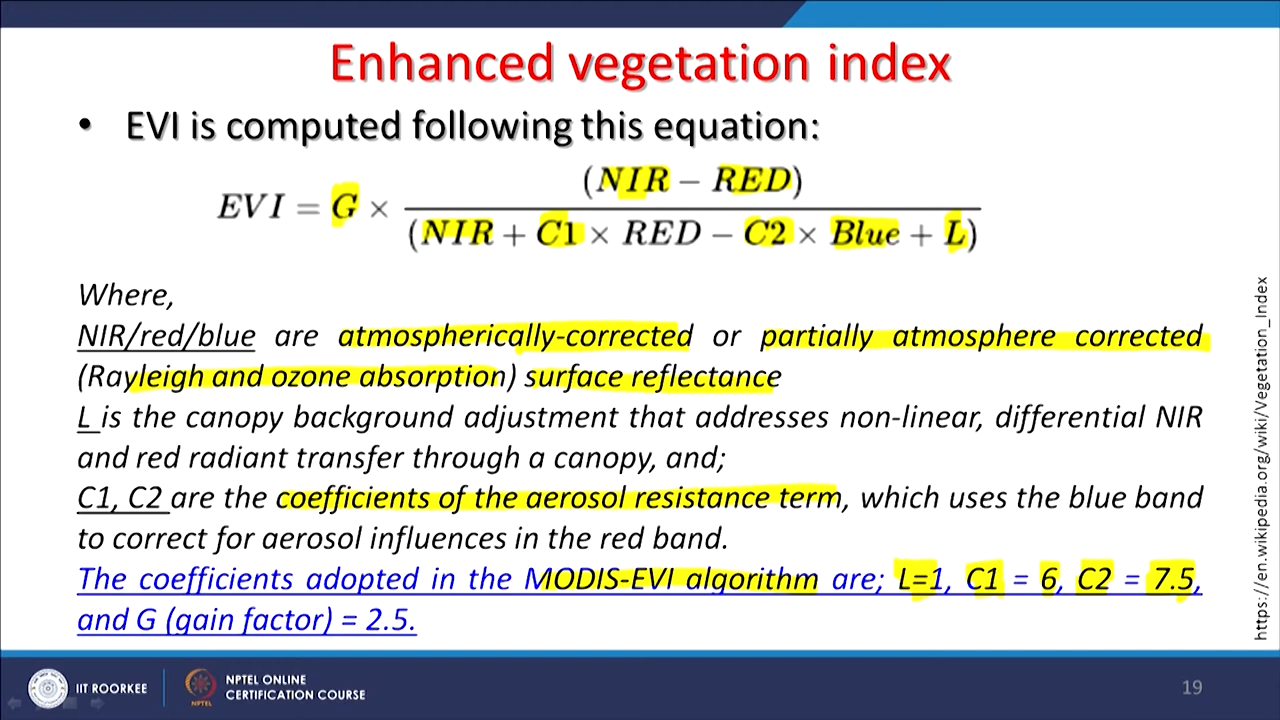 Enhanced vegetation index
• EVI is computed following this equation:
EVI = G × (NIR − RED) / (NIR + C1 × RED − C2 × Blue + L)
Where,
NIR/red/blue are atmospherically-corrected or partially atmosphere corrected
(Rayleigh and ozone absorption) surface reflectance
L is the canopy background adjustment that addresses non-linear, differential NIR
and red radiant transfer through a canopy, and;
C1, C2 are the coefficients of the aerosol resistance term, which uses the blue band
to correct for aerosol influences in the red band.
The coefficients adopted in the MODIS-EVI algorithm are; L=1, C1 = 6, C2 = 7.5,
and G (gain factor) = 2.5.
https://en.wikipedia.org/wiki/Vegetation_Index
IIT ROORKEE
NPTEL
NPTEL ONLINE
CERTIFICATION COURSE
19